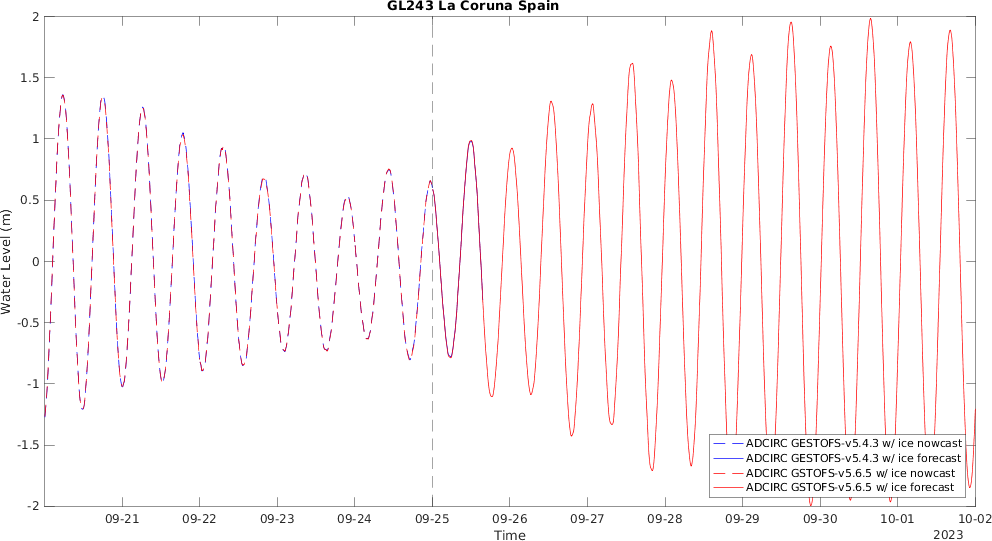 GL243 La Coruna Spain
2
1.5
1
0.5
0
-0.5
-1
-1.5
-2
Water Level (m)
ADCIRC GESTOFS-v5.4.3 w/ ice nowcast
ADCIRC GESTOFS-v5.4.3 w/ ice forecast
ADCIRC GSTOFS-v5.6.5 w/ ice nowcast
ADCIRC GSTOFS-v5.6.5 w/ ice forecast
09-21 09-22 09-23 09-24 09-25 09-26 09-27 09-28 09-29 09-30 10-01 10-02
Time
2023